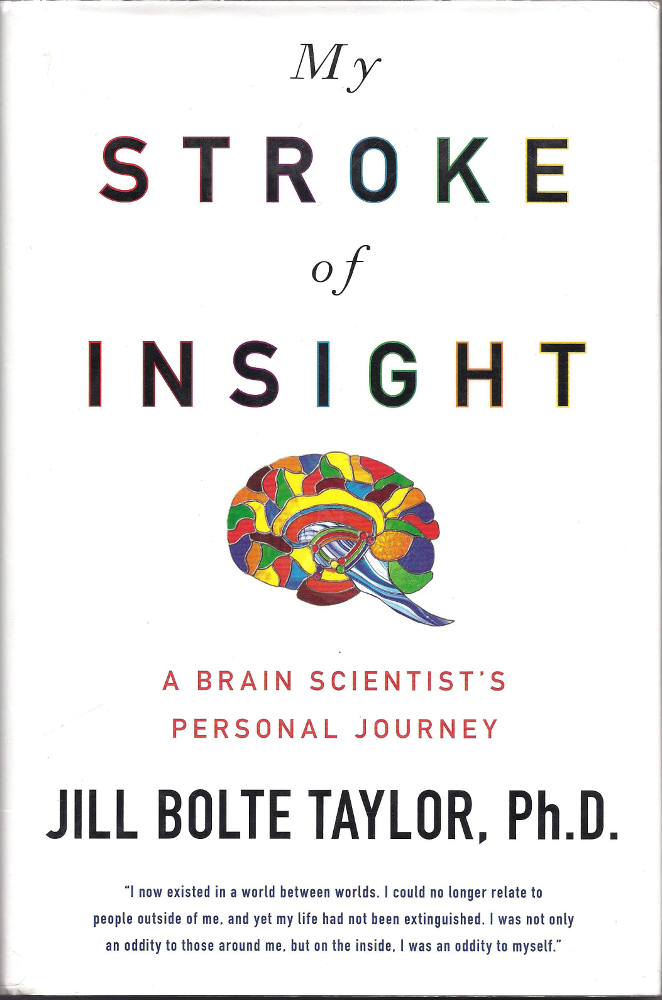 My
STROKE
of
INSIGHT
A BRAIN SCIENTIST'S
PERSONAL JOURNEY
JILL BOLTE TAYLOR, Ph.D.
“I now existed in a world between worlds. I could no longer relate to
people outside of me, and yet my life had not been extinguished. I was not only
an oddity to those around me, but on the inside, I was an oddity to myself.”